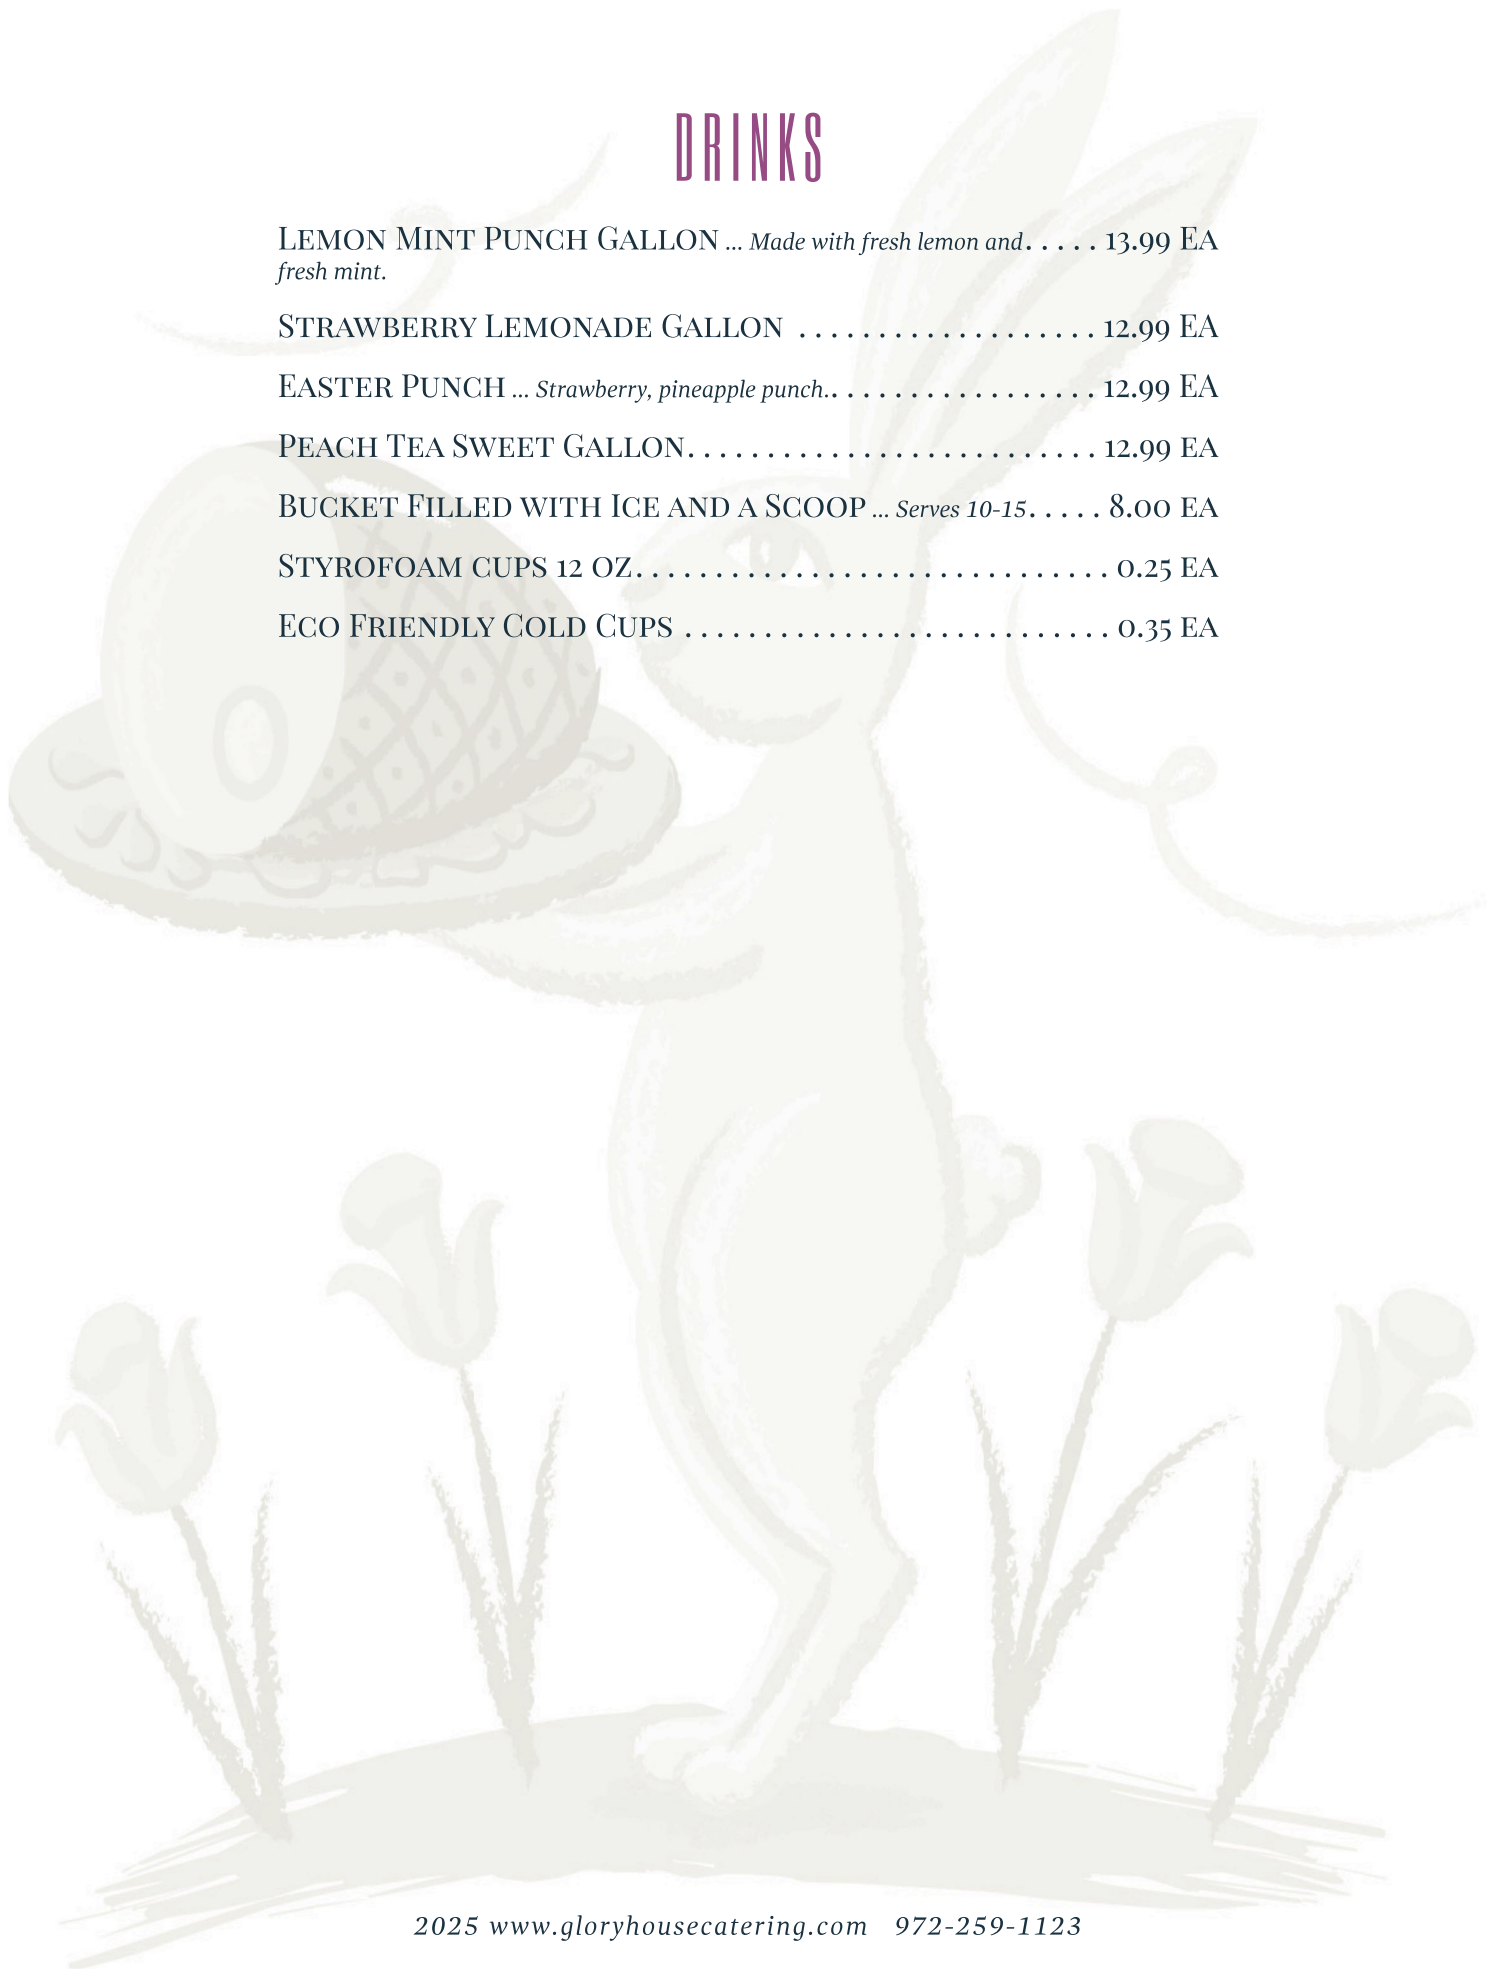 DRINKS
Lemon Mint Punch Gallon ... Made with fresh lemon and..... 13.99 EA
fresh mint.
Strawberry Lemonade Gallon ................... 12.99 EA
Easter Punch ... Strawberry, pineapple punch.................. 12.99 EA
Peach Tea Sweet Gallon.......................... 12.99 EA
Bucket Filled with Ice and a Scoop ... Serves 10-15..... 8.00 EA
Styrofoam cups 12 oz.............................. 0.25 EA
Eco Friendly Cold Cups ........................... 0.35 EA
2025 www.gloryhousecatering.com 972-259-1123